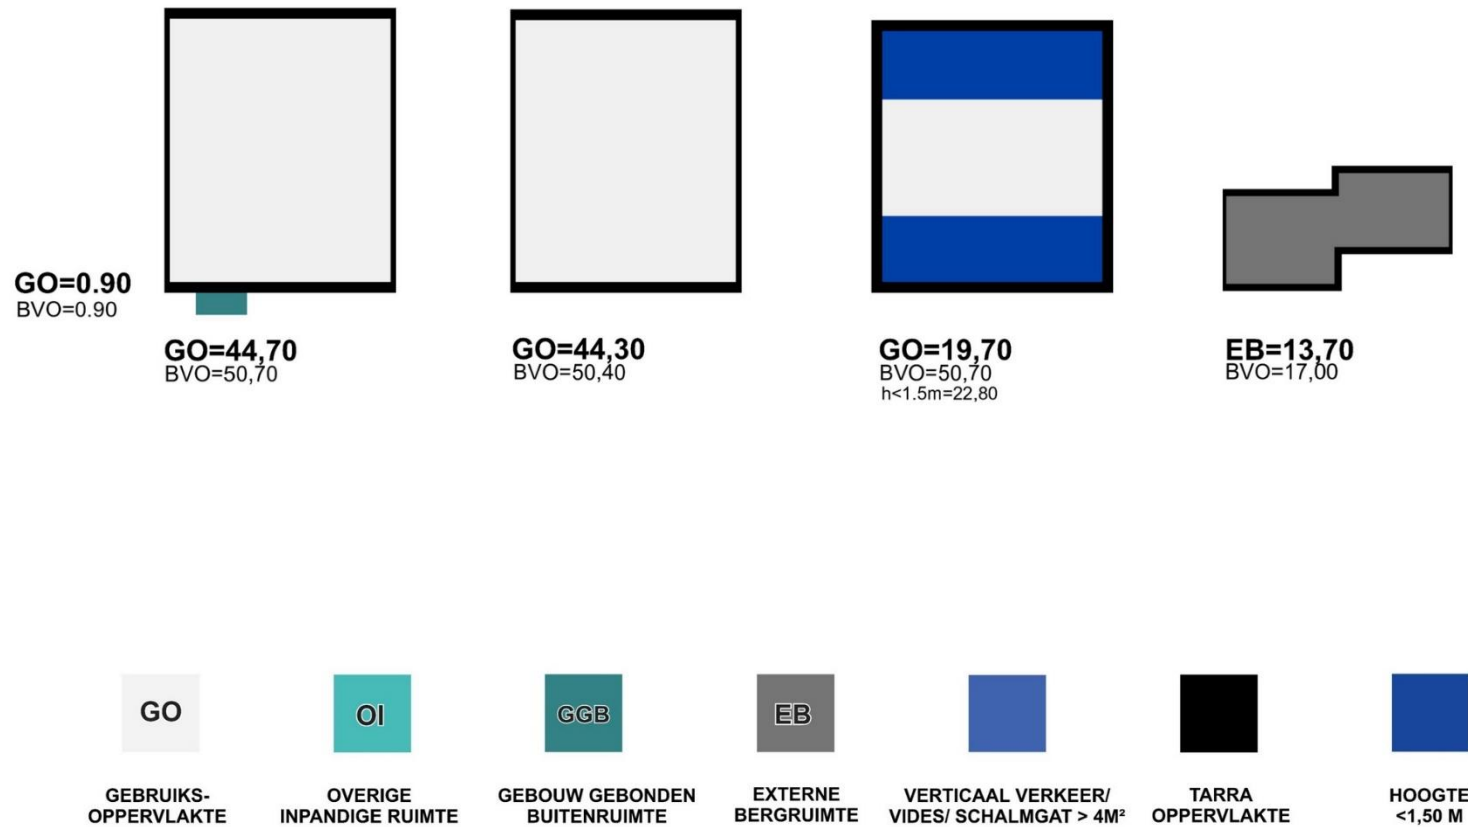 GO=0.90
BVO=0.90
GO=44,70
BVO=50,70
GO=44,30
BVO=50,40
GO=19,70
BVO=50,70
h<1.5m=22,80
EB=13,70
BVO=17,00
GO
OI
GGB
EB
GEBRUIKS-
OPPERVLAKTE
OVERIGE
INPANDIGE RUIMTE
GEBOUW GEBONDEN
BUITENRUIMTE
EXTERNE
BERGRUIMTE
VERTICAAL VERKEER/
VIDES/ SCHALMGAT > 4M²
TARRA
OPPERVLAKTE
HOOGTE
<1,50 M